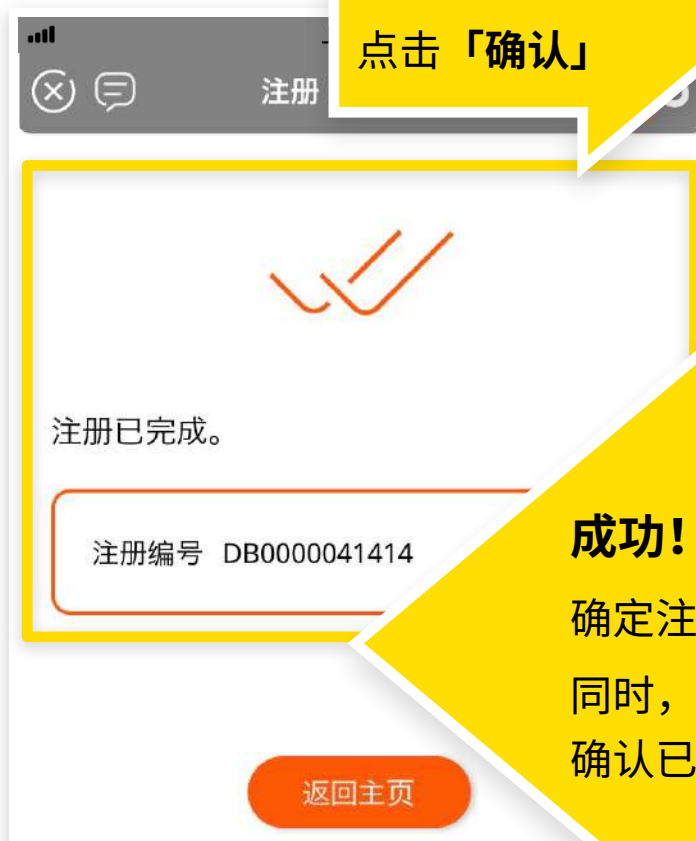 点击「确认」
注册
注册已完成。
注册编号 DB0000041414
成功！
确定注
同时，
确认已
返回主页